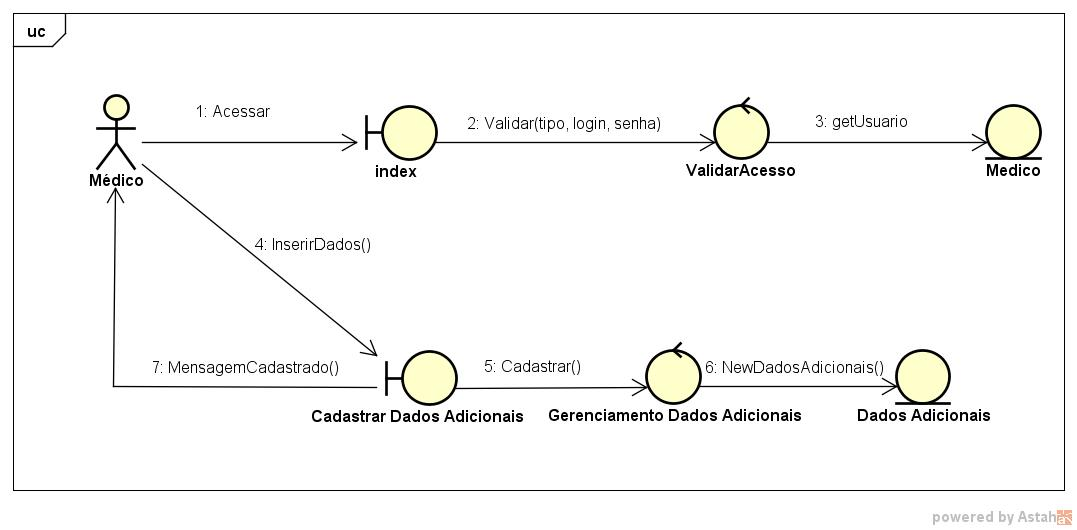 uc
1: Acessar
2: Validar(tipo, login, senha)
3: getUsuario
Médico
index
ValidarAcesso
Medico
4: InserirDados()
7: MensagemCadastrado()
5: Cadastrar()
6: NewDadosAdicionais()
Cadastrar Dados Adicionais
Gerenciamento Dados Adicionais
Dados Adicionais
powered by Astah